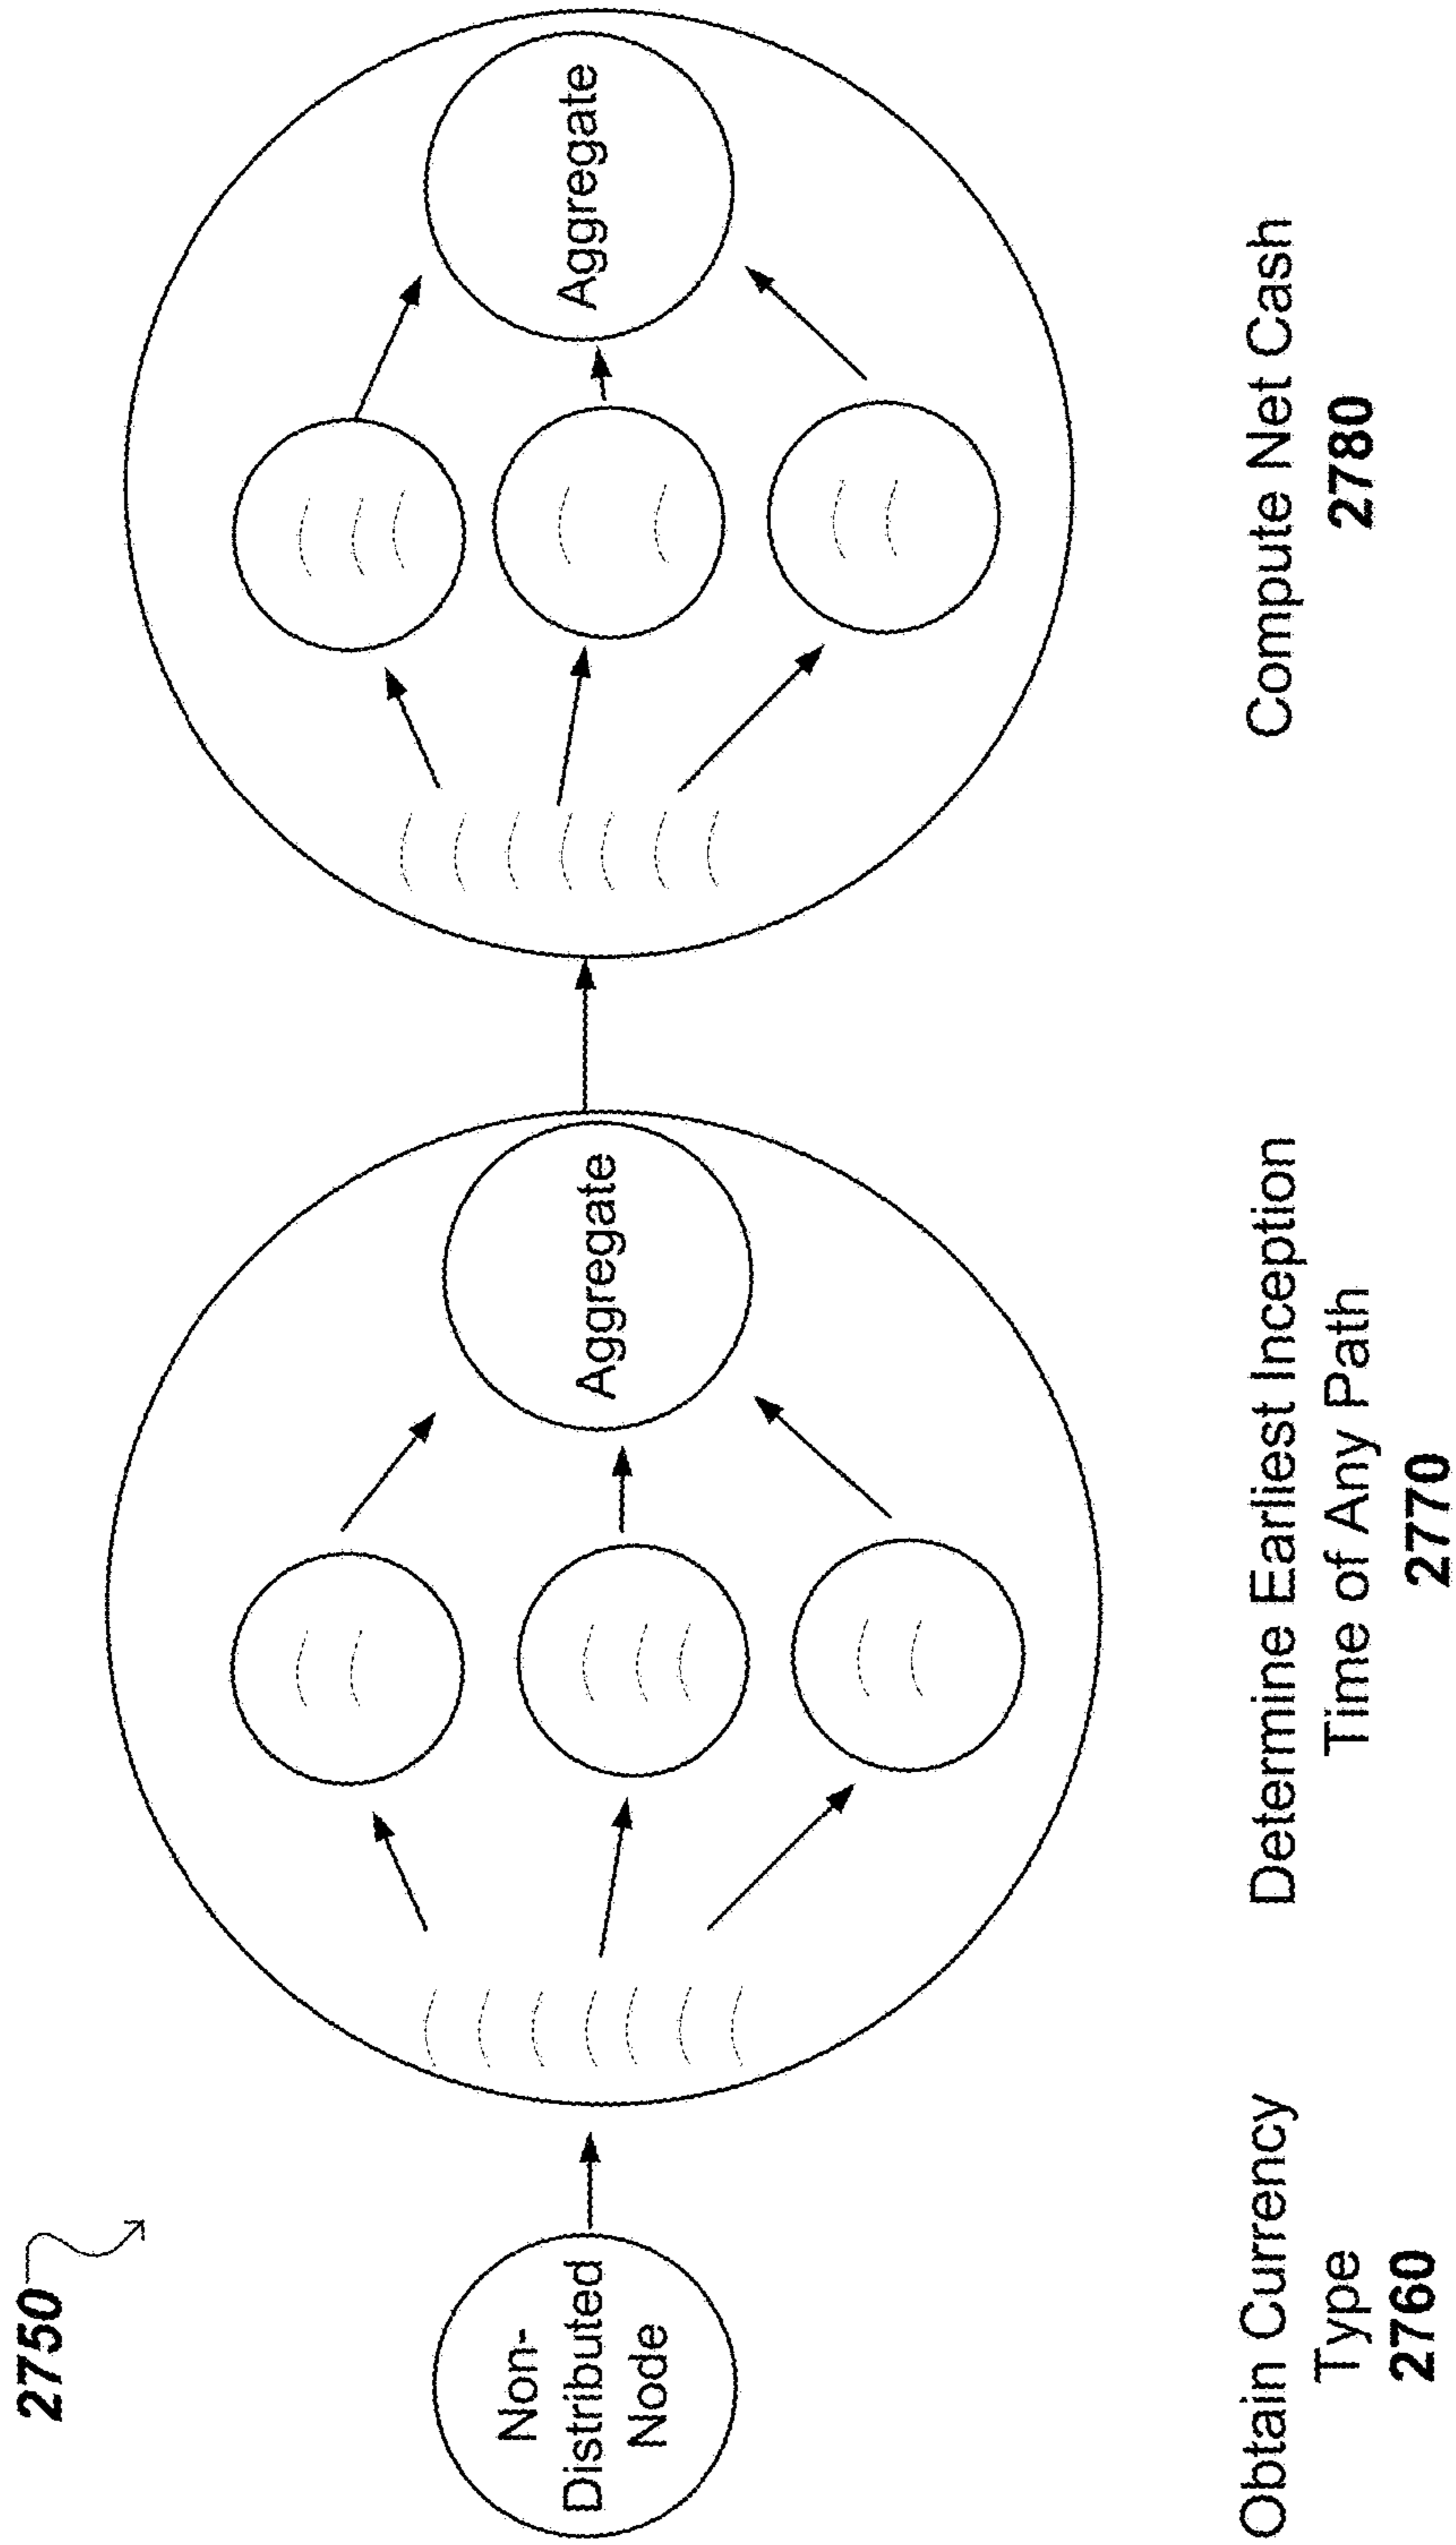 2750
Non-
Distributed
Node
Aggregate
Aggregate
Obtain Currency
Type
2760
Determine Earliest Inception
Time of Any Path
2770
Compute Net Cash
2780